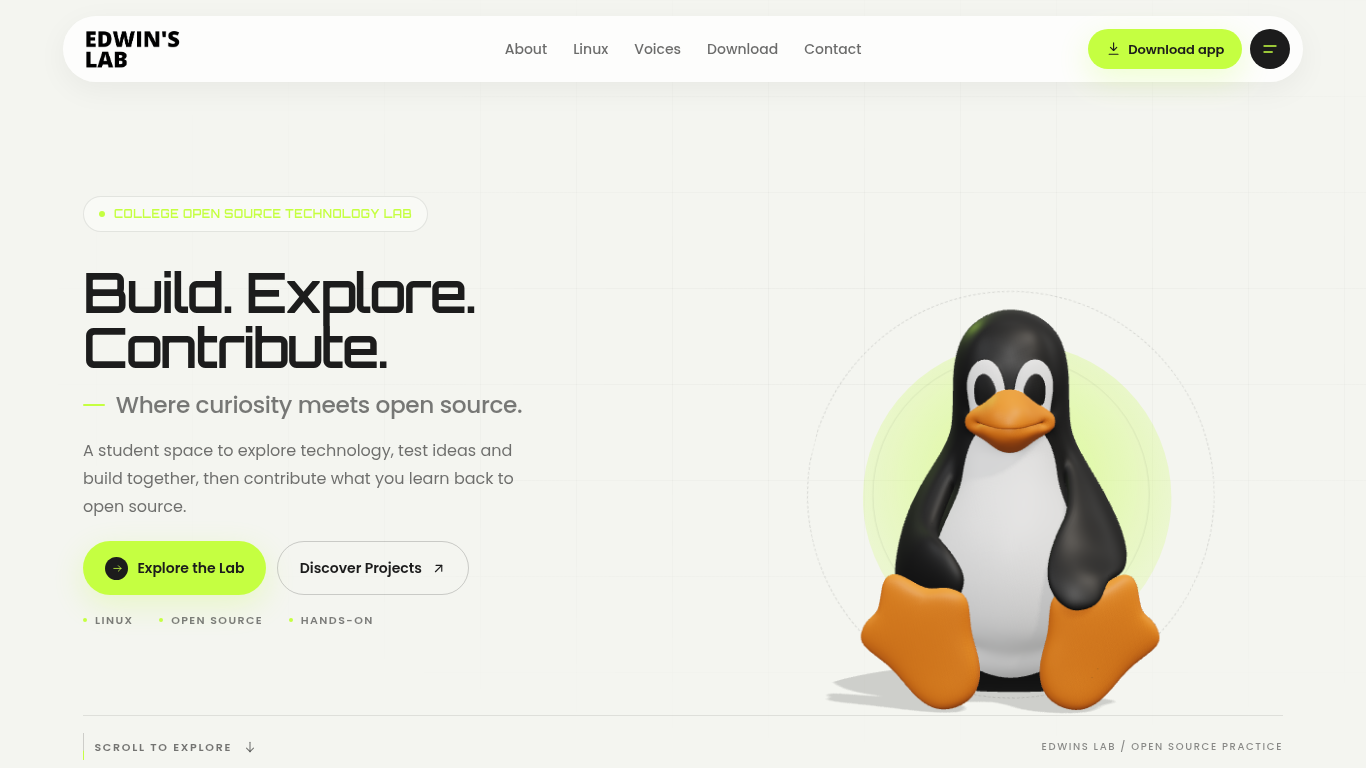 EDWIN'S
LAB
About
Linux
Voices
Download
Contact
Download app
COLLEGE OPEN SOURCE TECHNOLOGY LAB
Build. Explore.
Contribute.
Where curiosity meets open source.
A student space to explore technology, test ideas and
build together, then contribute what you learn back to
open source.
Explore the Lab
Discover Projects
LINUX
OPEN SOURCE
HANDS-ON
SCROLL TO EXPLORE
EDWINS LAB / OPEN SOURCE PRACTICE